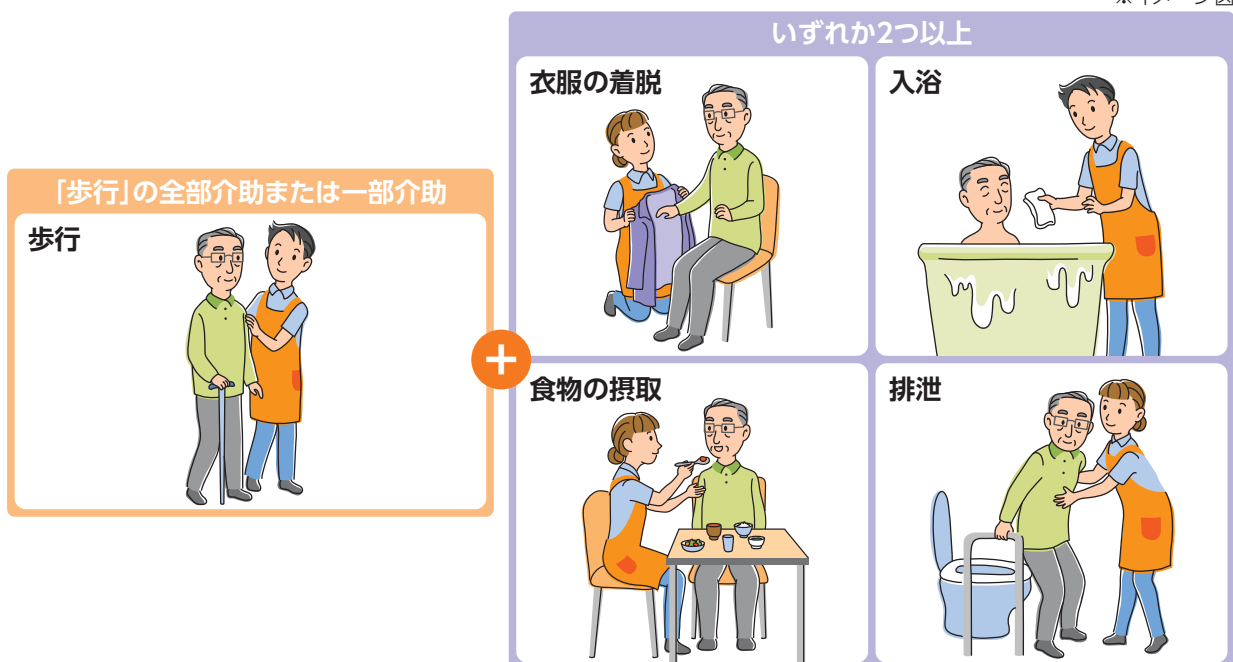 いずれか2つ以上
衣服の着脱
入浴
「歩行」の全部介助または一部介助
歩行
+
食物の摂取
排泄